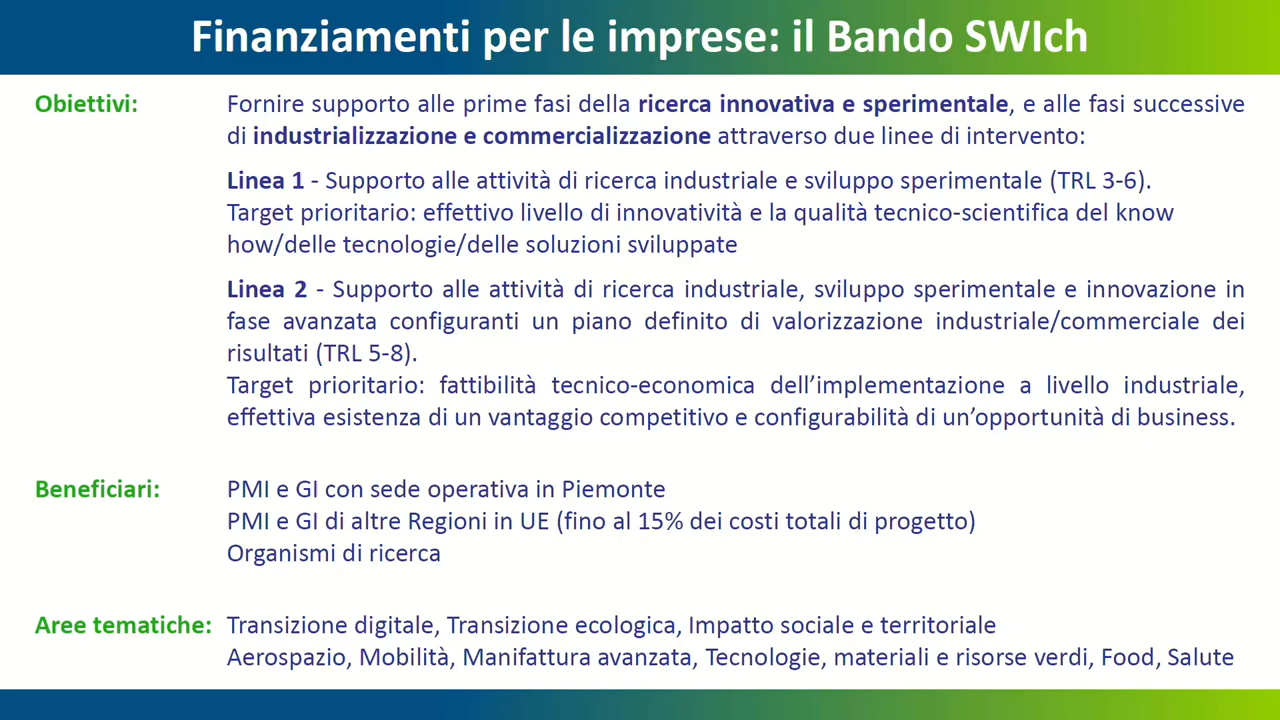 Finanziamenti per le imprese: il Bando SWIch
Obiettivi: Fornire supporto alle prime fasi della ricerca innovativa e sperimentale, e alle fasi successive
di industrializzazione e commercializzazione attraverso due linee di intervento:
Linea 1 - Supporto alle attività di ricerca industriale e sviluppo sperimentale (TRL 3-6).
Target prioritario: effettivo livello di innovatività e la qualità tecnico-scientifica del know
how/delle tecnologie/delle soluzioni sviluppate
Linea 2 - Supporto alle attività di ricerca industriale, sviluppo sperimentale e innovazione in
fase avanzata configuranti un piano definito di valorizzazione industriale/commerciale dei
risultati (TRL 5-8).
Target prioritario: fattibilità tecnico-economica dell’implementazione a livello industriale,
effettiva esistenza di un vantaggio competitivo e configurabilità di un’opportunità di business.
Beneficiari: PMI e GI con sede operativa in Piemonte
PMI e GI di altre Regioni in UE (fino al 15% dei costi totali di progetto)
Organismi di ricerca
Aree tematiche: Transizione digitale, Transizione ecologica, Impatto sociale e territoriale
Aerospazio, Mobilità, Manifattura avanzata, Tecnologie, materiali e risorse verdi, Food, Salute